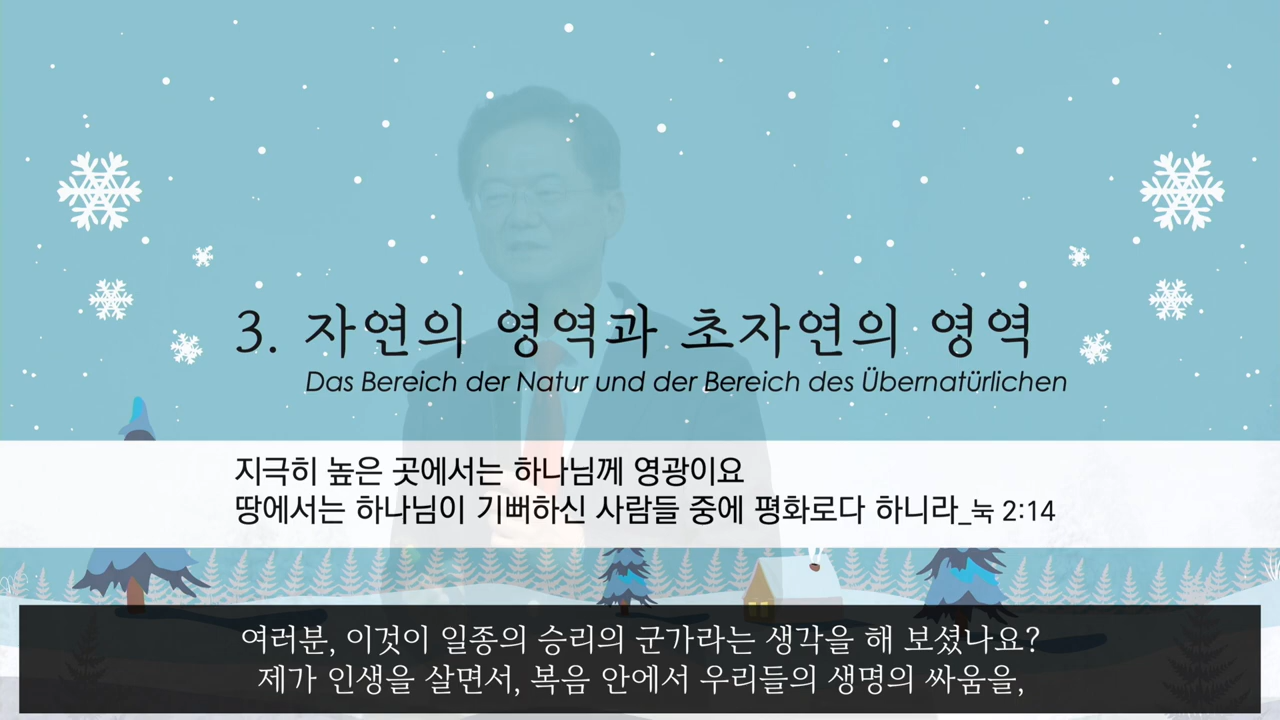 3. 자연의 영역과 초자연의 영역
Das Bereich der Natur und der Bereich des Übernatürlichen
지극히 높은 곳에서는 하나님께 영광이요
땅에서는 하나님이 기뻐하신 사람들 중에 평화로다 하니라_눅 2:14
여러분, 이것이 일종의 승리의 군가라는 생각을 해 보셨나요?
제가 인생을 살면서, 복음 안에서 우리들의 생명의 싸움을,